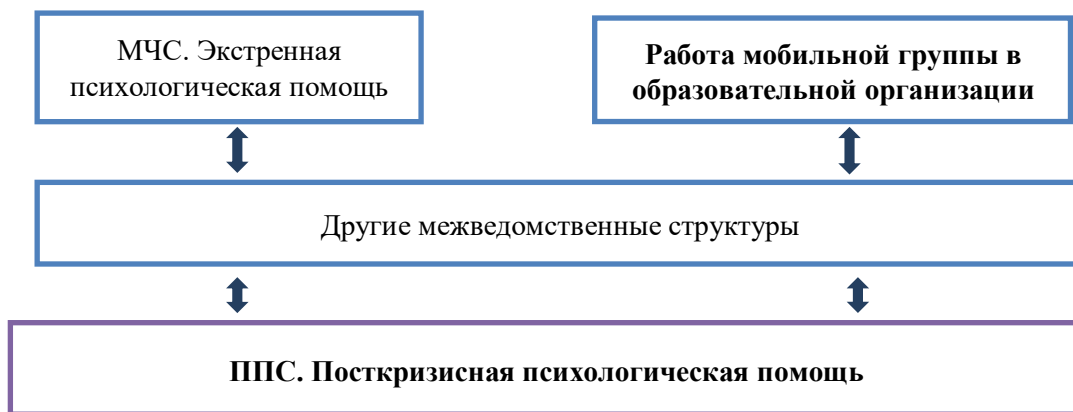 МЧС. Экстренная
психологическая помощь
Работа мобильной группы в
образовательной организации
Другие межведомственные структуры
ППС. Посткризисная психологическая помощь